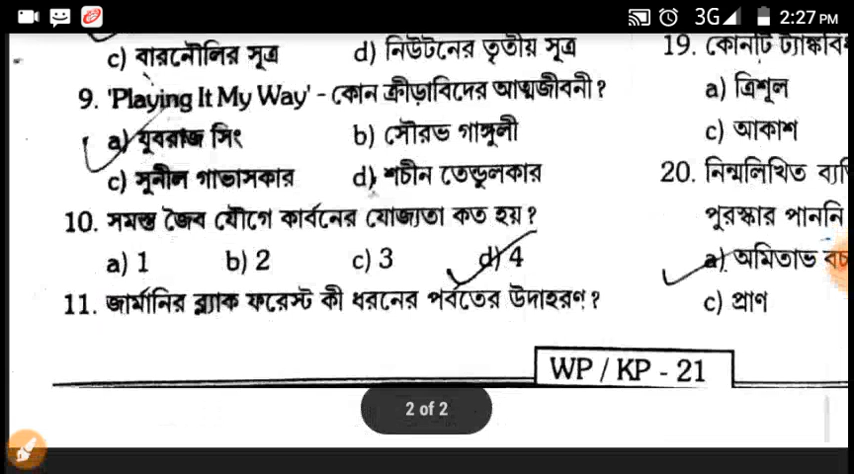 3G 2:27 PM
c) বারনৌলির সূত্র d) নিউটনের তৃতীয় সূত্র
9. 'Playing It My Way' - কোন ক্রীড়াবিদের আত্মজীবনী?
a) যুবরাজ সিং b) সৌরভ গাঙ্গুলী
c) সুনীল গাভাসকার d) শচীন তেন্ডুলকার
10. সমস্ত জৈব যৌগে কার্বনের যোজ্যতা কত হয়?
a) 1 b) 2 c) 3 d) 4
11. জার্মানির ব্ল্যাক ফরেস্ট কী ধরনের পর্বতের উদাহরণ?
19. কোনটি
a) ত্রিশূল
c) আকাশ
20. নিম্নলিখিত
পুরস্কার পাননি
a) অমিতাভ
c) প্রাণ
WP / KP - 21
2 of 2